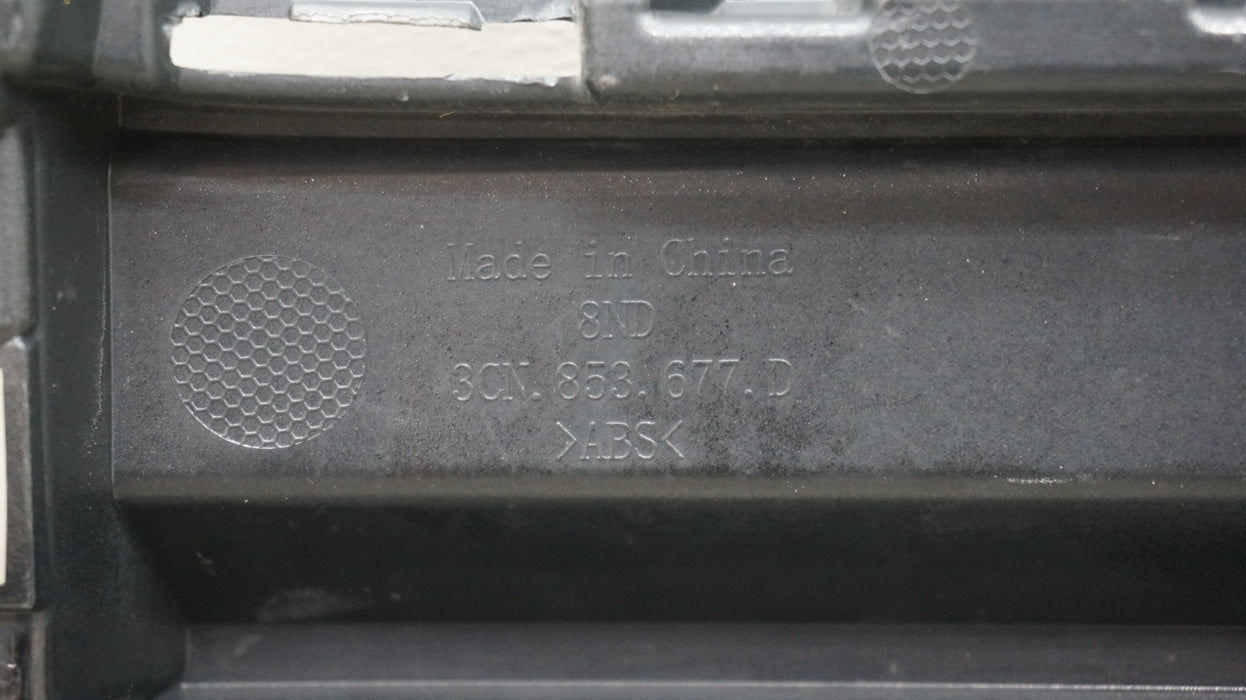 Made in China
8ND
3CN.853.677.D
>ABS<